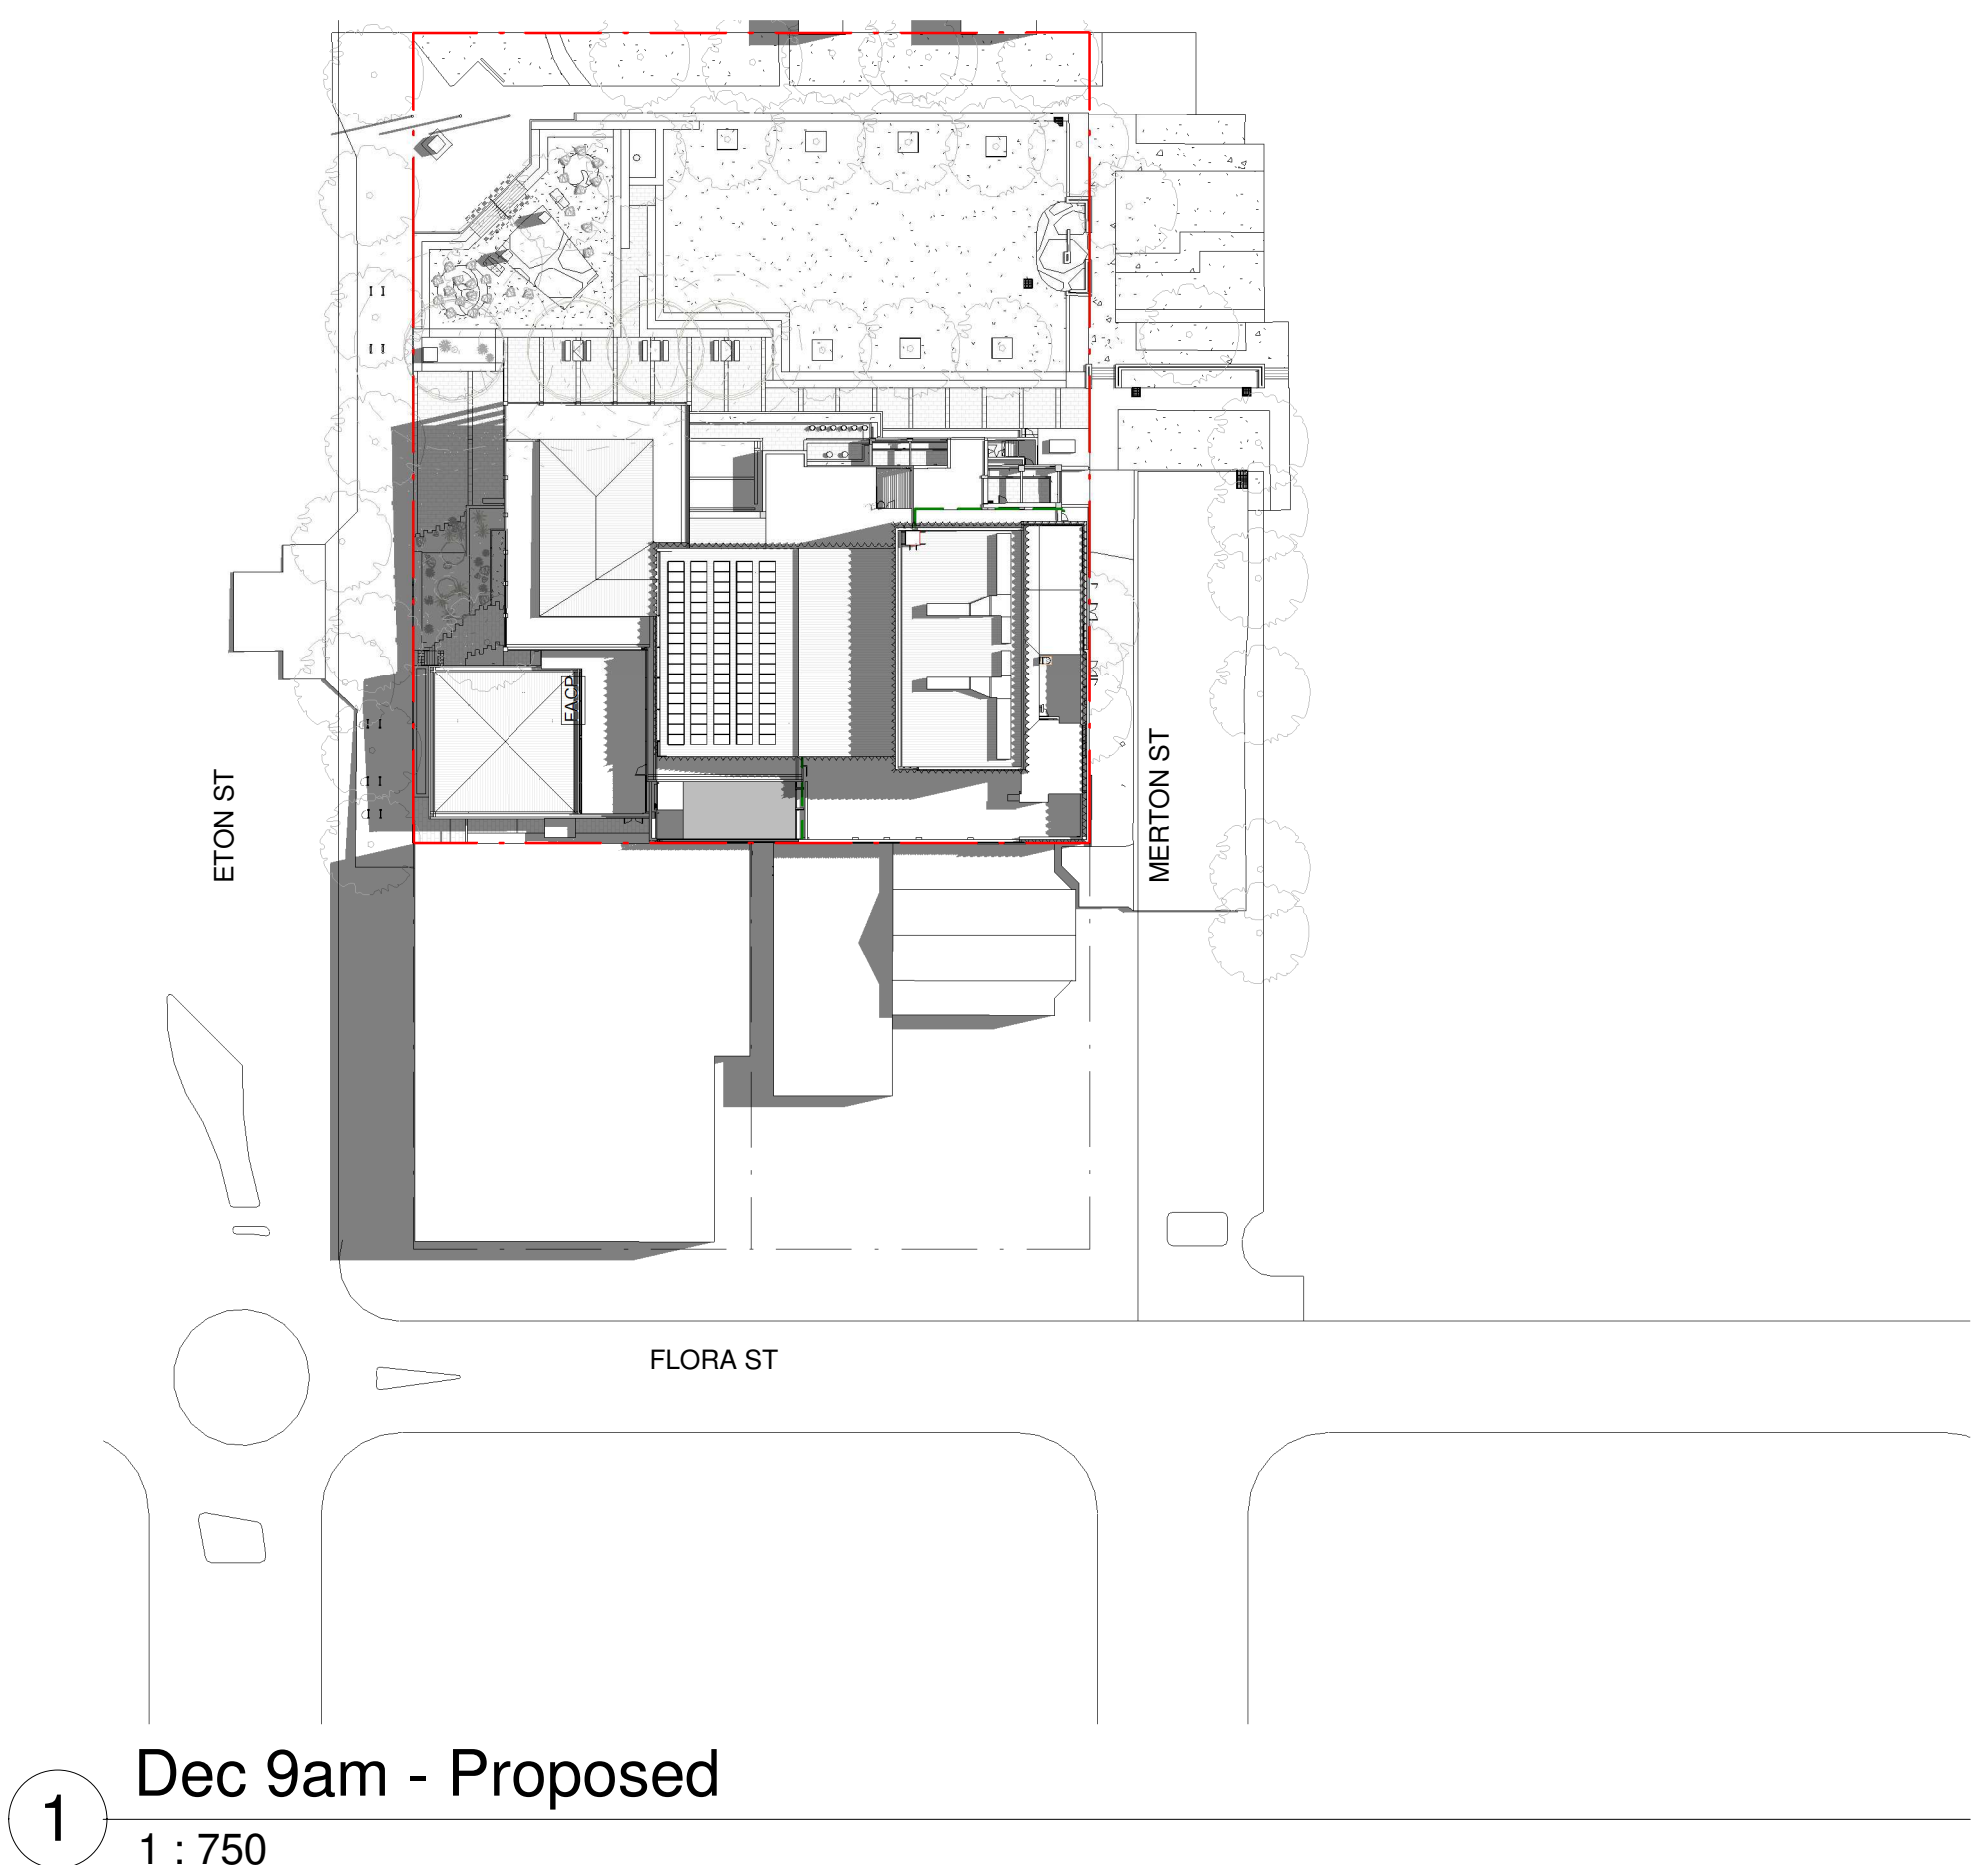 FACP
ETON ST
MERTON ST
FLORA ST
1
Dec 9am - Proposed
1 : 750